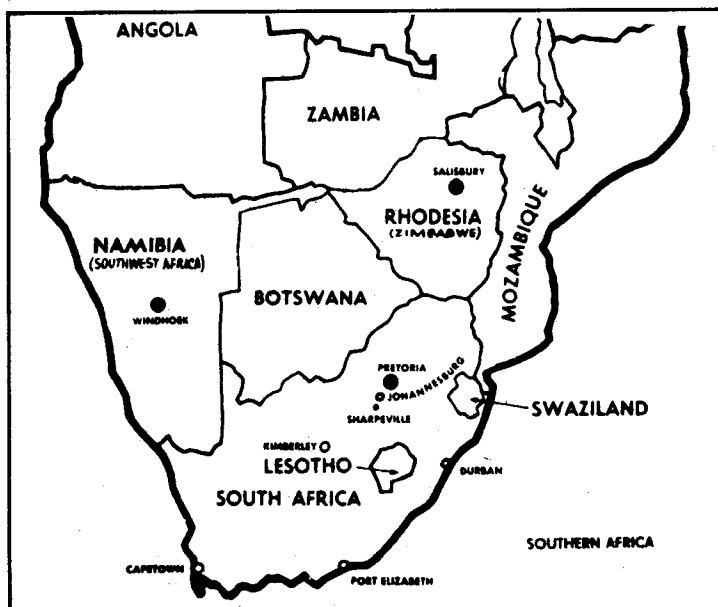 ANGOLA
ZAMBIA
SALISBURY
RHODESIA
(ZIMBABWE)
MOZAMBIQUE
NAMIBIA
(SOUTHWEST AFRICA)
WINDHOEK
BOTSWANA
PRETORIA
JOHANNESBURG
SHARPEVILLE
SWAZILAND
KIMBERLEY
LESOTHO
DURBAN
SOUTH AFRICA
SOUTHERN AFRICA
CAPETOWN
PORT ELIZABETH